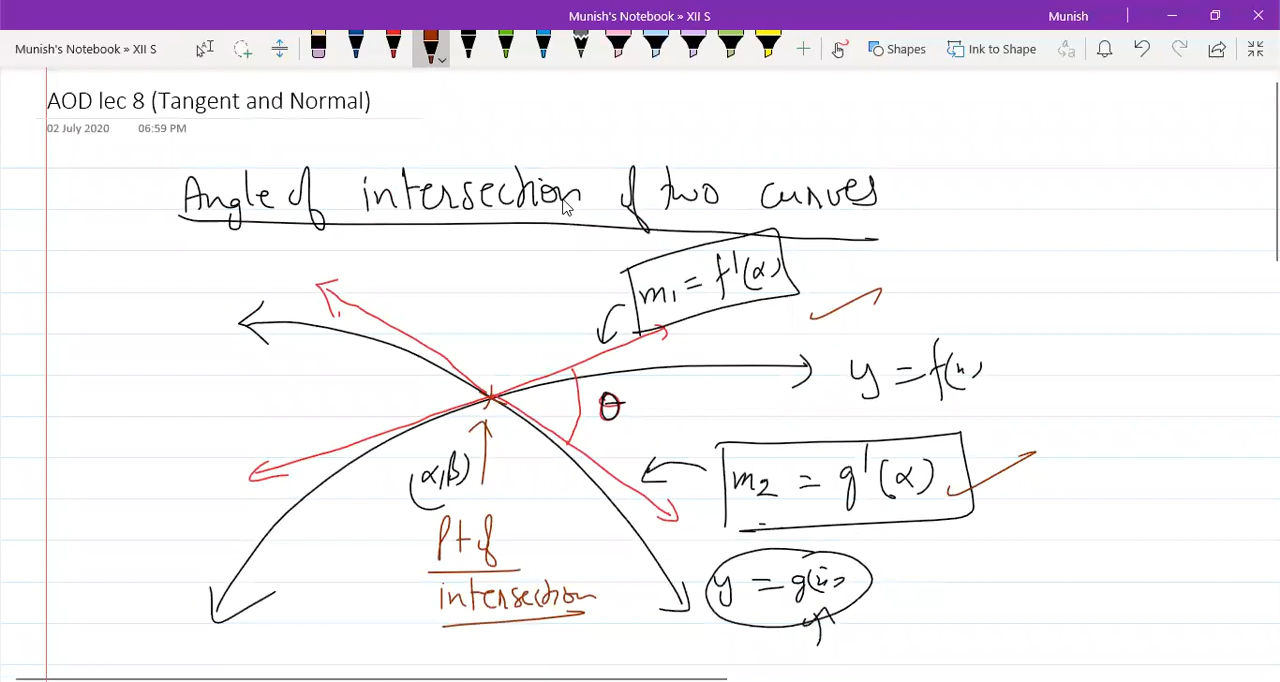 Munish's Notebook » XII S
Munish
Munish's Notebook » XII S
Shapes
Ink to Shape
AOD lec 8 (Tangent and Normal)
02 July 2020 06:59 PM
Angle of intersection of two curves
m₁ = f'(α)
y = f(x)
θ
(α,β)
m₂ = g'(α)
Pt of
intersection
y = g(x)